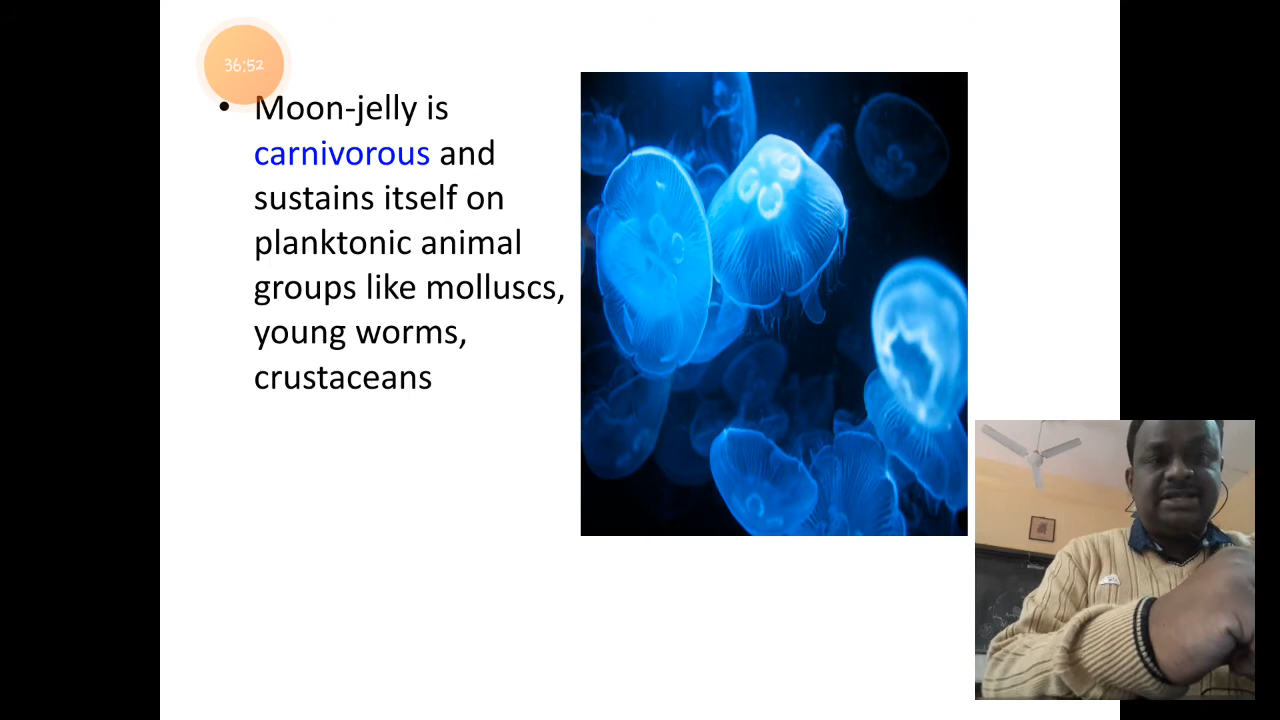 36:52
• Moon-jelly is
carnivorous and
sustains itself on
planktonic animal
groups like molluscs,
young worms,
crustaceans